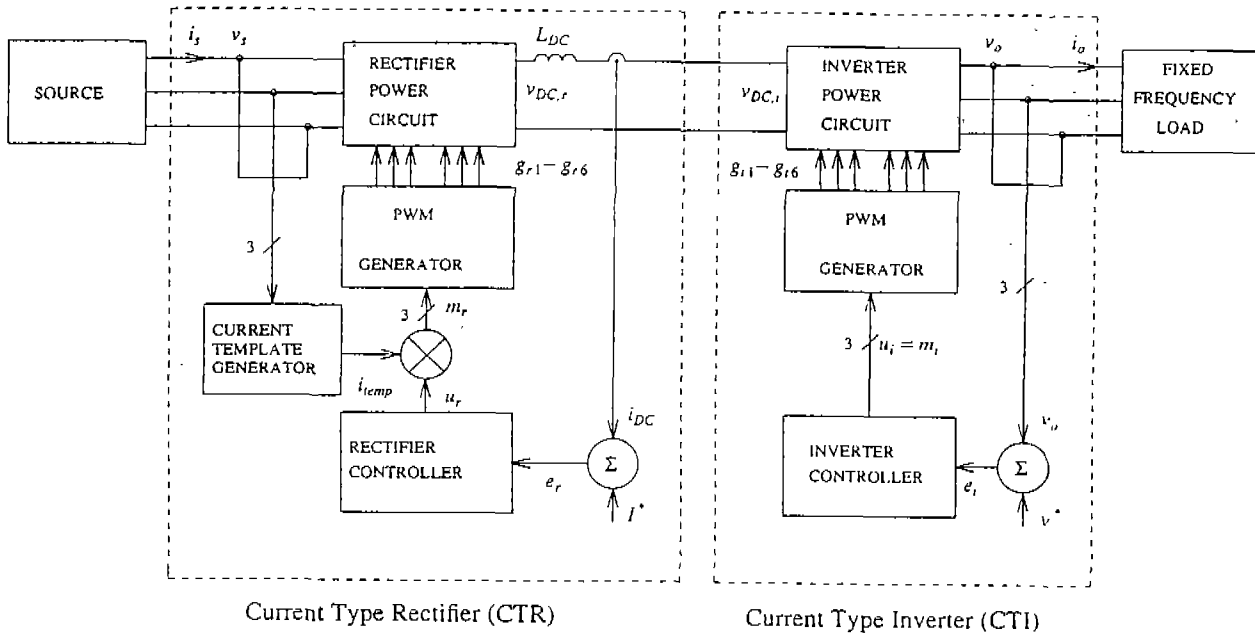 SOURCE
i_s
v_s
RECTIFIER
POWER
CIRCUIT
L_DC
v_DC,r
v_DC,i
INVERTER
POWER
CIRCUIT
v_o
i_o
FIXED
FREQUENCY
LOAD
g_r1 – g_r6
g_i1 – g_i6
PWM
GENERATOR
PWM
GENERATOR
3
3
m_r
3
3
u_i = m_i
CURRENT
TEMPLATE
GENERATOR
i_temp
u_r
i_DC
v_o
RECTIFIER
CONTROLLER
e_r
Σ
I*
INVERTER
CONTROLLER
e_i
Σ
v*
Current Type Rectifier (CTR)
Current Type Inverter (CTI)